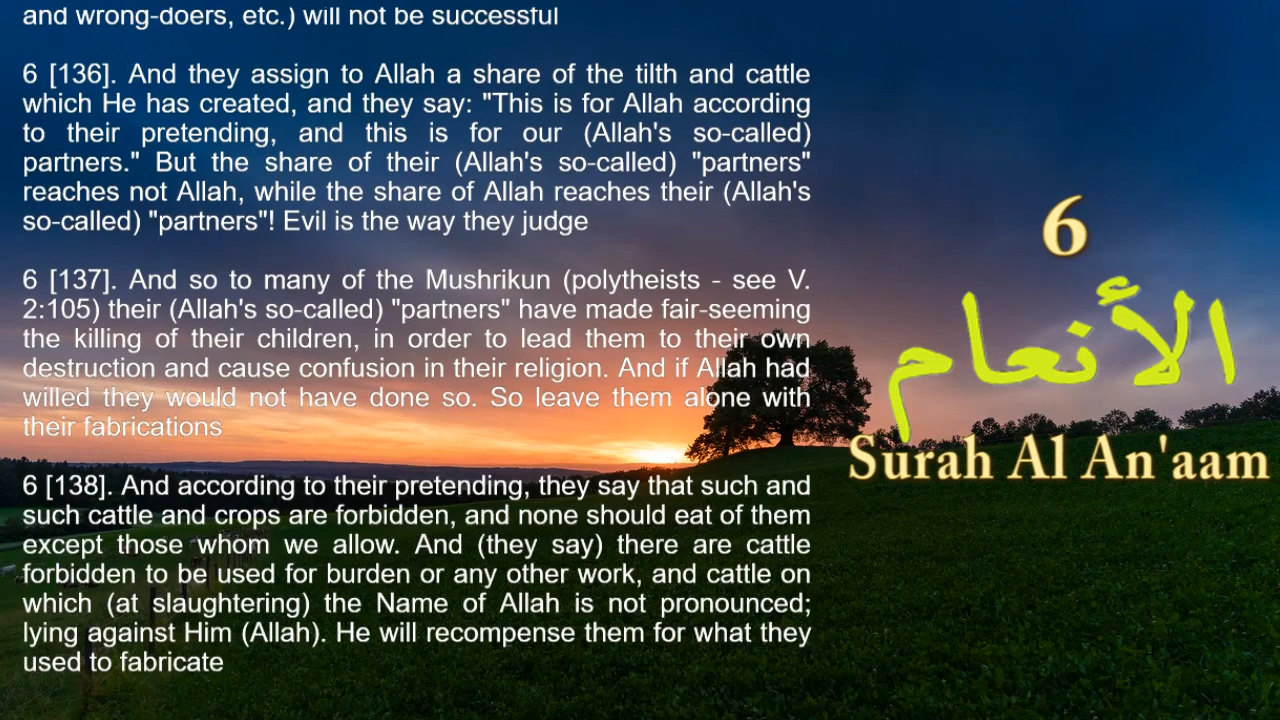 and wrong-doers, etc.) will not be successful
6 [136]. And they assign to Allah a share of the tilth and cattle
which He has created, and they say: "This is for Allah according
to their pretending, and this is for our (Allah's so-called)
partners." But the share of their (Allah's so-called) "partners"
reaches not Allah, while the share of Allah reaches their (Allah's
so-called) "partners"! Evil is the way they judge
6 [137]. And so to many of the Mushrikun (polytheists - see V.
2:105) their (Allah's so-called) "partners" have made fair-seeming
the killing of their children, in order to lead them to their own
destruction and cause confusion in their religion. And if Allah had
willed they would not have done so. So leave them alone with
their fabrications
6 [138]. And according to their pretending, they say that such and
such cattle and crops are forbidden, and none should eat of them
except those whom we allow. And (they say) there are cattle
forbidden to be used for burden or any other work, and cattle on
which (at slaughtering) the Name of Allah is not pronounced;
lying against Him (Allah). He will recompense them for what they
used to fabricate
6
الأنعام
Surah Al An'aam